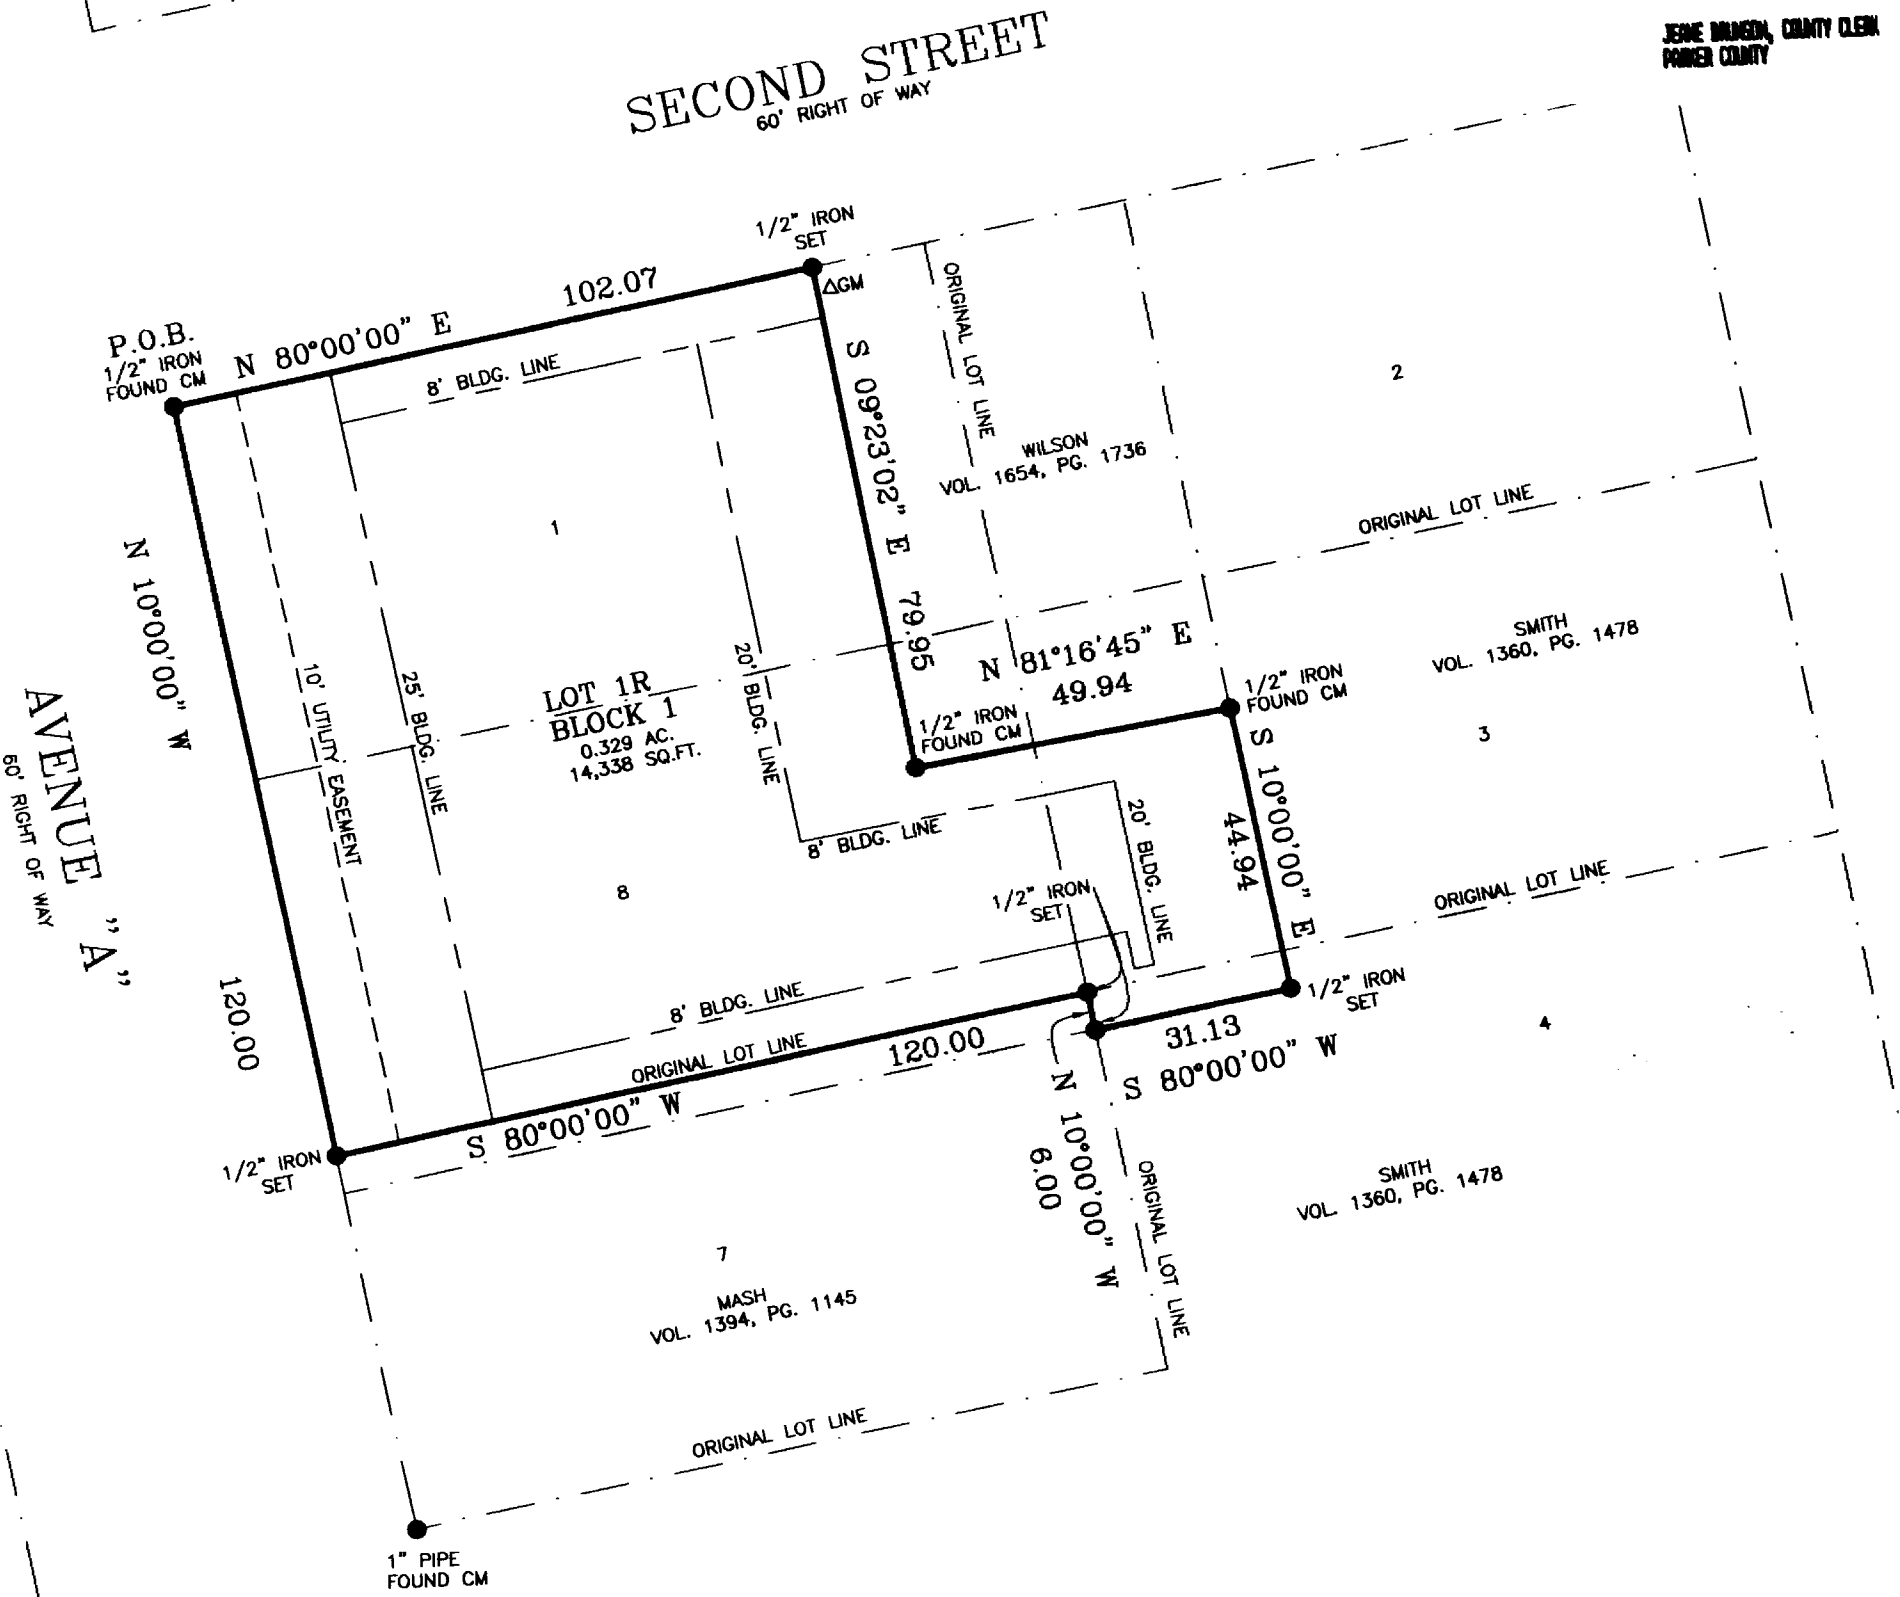 JEANE BRUNSON, COUNTY CLERK
PARKER COUNTY
SECOND STREET
60' RIGHT OF WAY
1/2" IRON
SET
ΔGM
102.07
N 80°00'00" E
P.O.B.
1/2" IRON
FOUND CM
8' BLDG. LINE
S 09°23'02" E 79.95
ORIGINAL LOT LINE
WILSON
VOL. 1654, PG. 1736
2
ORIGINAL LOT LINE
1
N 10°00'00" W
120.00
AVENUE "A"
60' RIGHT OF WAY
10' UTILITY EASEMENT
25' BLDG. LINE
LOT 1R
BLOCK 1
0.329 AC.
14,338 SQ.FT.
20' BLDG. LINE
N 81°16'45" E
49.94
1/2" IRON
FOUND CM
1/2" IRON
FOUND CM
SMITH
VOL. 1360, PG. 1478
3
S 10°00'00" E
44.94
8' BLDG. LINE
20' BLDG. LINE
8
1/2" IRON
SET
ORIGINAL LOT LINE
8' BLDG. LINE
ORIGINAL LOT LINE
120.00
S 80°00'00" W
1/2" IRON
SET
31.13
S 80°00'00" W
1/2" IRON
SET
4
N 10°00'00" W
6.00
ORIGINAL LOT LINE
SMITH
VOL. 1360, PG. 1478
7
MASH
VOL. 1394, PG. 1145
ORIGINAL LOT LINE
1" PIPE
FOUND CM